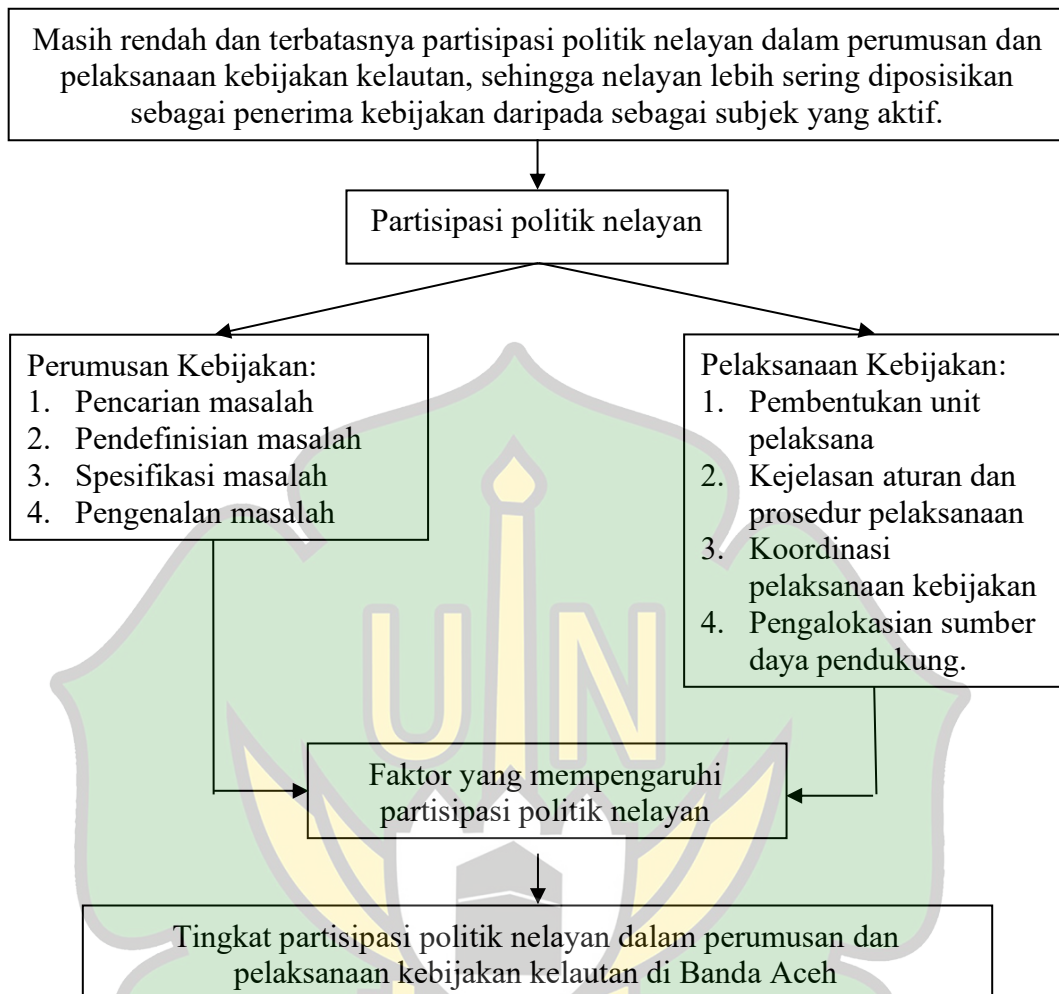 Masih rendah dan terbatasnya partisipasi politik nelayan dalam perumusan dan
pelaksanaan kebijakan kelautan, sehingga nelayan lebih sering diposisikan
sebagai penerima kebijakan daripada sebagai subjek yang aktif.
Partisipasi politik nelayan
Perumusan Kebijakan:
1. Pencarian masalah
2. Pendefinisian masalah
3. Spesifikasi masalah
4. Pengenalan masalah
Pelaksanaan Kebijakan:
1. Pembentukan unit
pelaksana
2. Kejelasan aturan dan
prosedur pelaksanaan
3. Koordinasi
pelaksanaan kebijakan
4. Pengalokasian sumber
daya pendukung.
UIN
Faktor yang mempengaruhi
partisipasi politik nelayan
Tingkat partisipasi politik nelayan dalam perumusan dan
pelaksanaan kebijakan kelautan di Banda Aceh